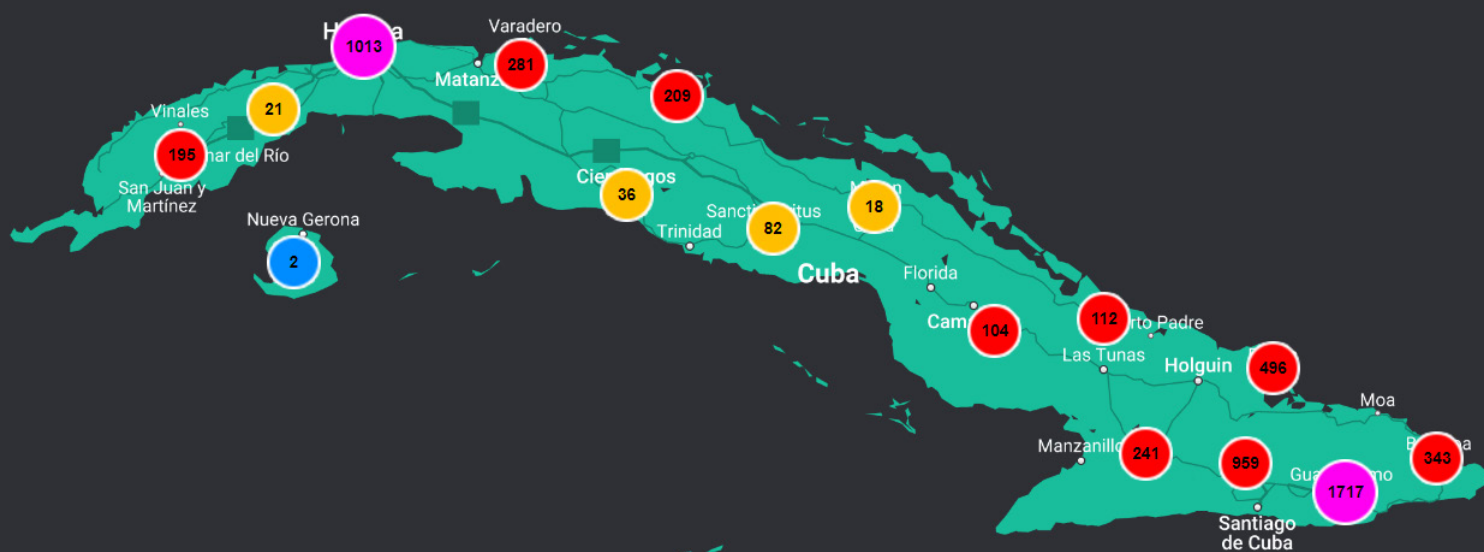 Varadero
1013
281
209
Vinales
21
195
San Juan y
Martínez
Nueva Gerona
2
36
82
18
Trinidad
Cuba
Florida
104
112
Las Tunas
Holguin
496
Moa
Manzanillo
241
959
1717
343
Santiago
de Cuba